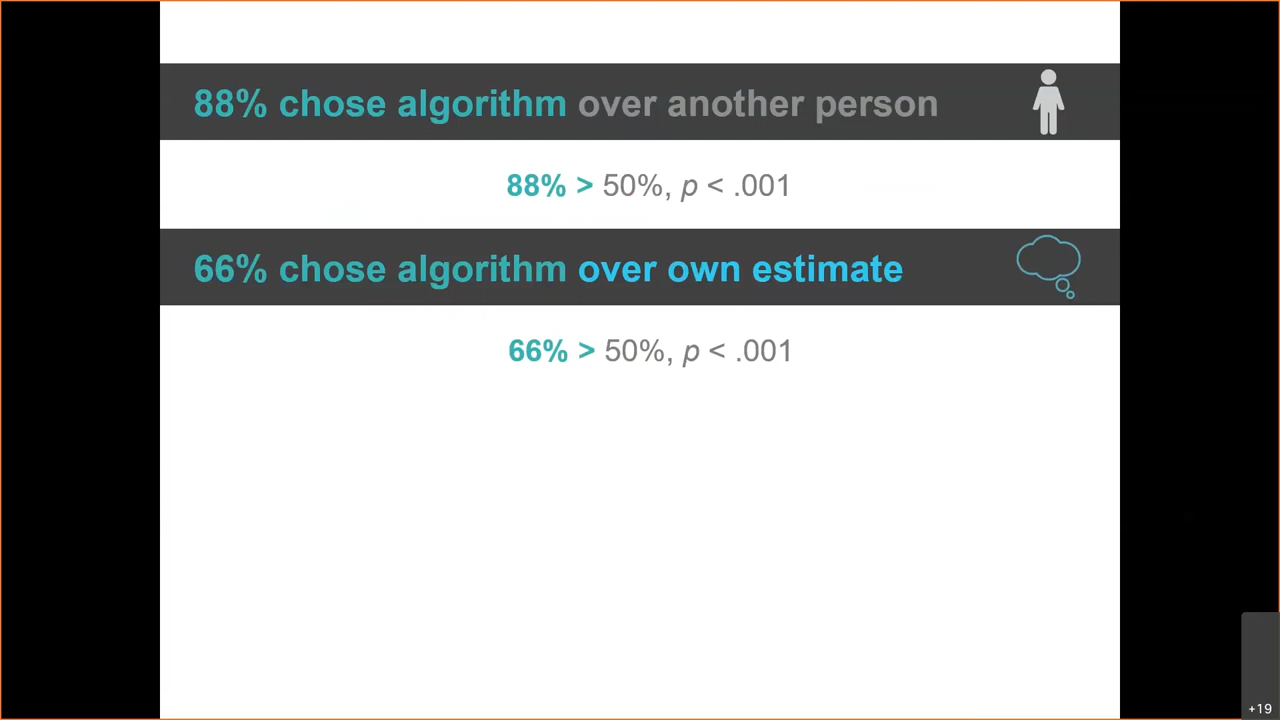 88% chose algorithm over another person
88% > 50%, p < .001
66% chose algorithm over own estimate
66% > 50%, p < .001
+19